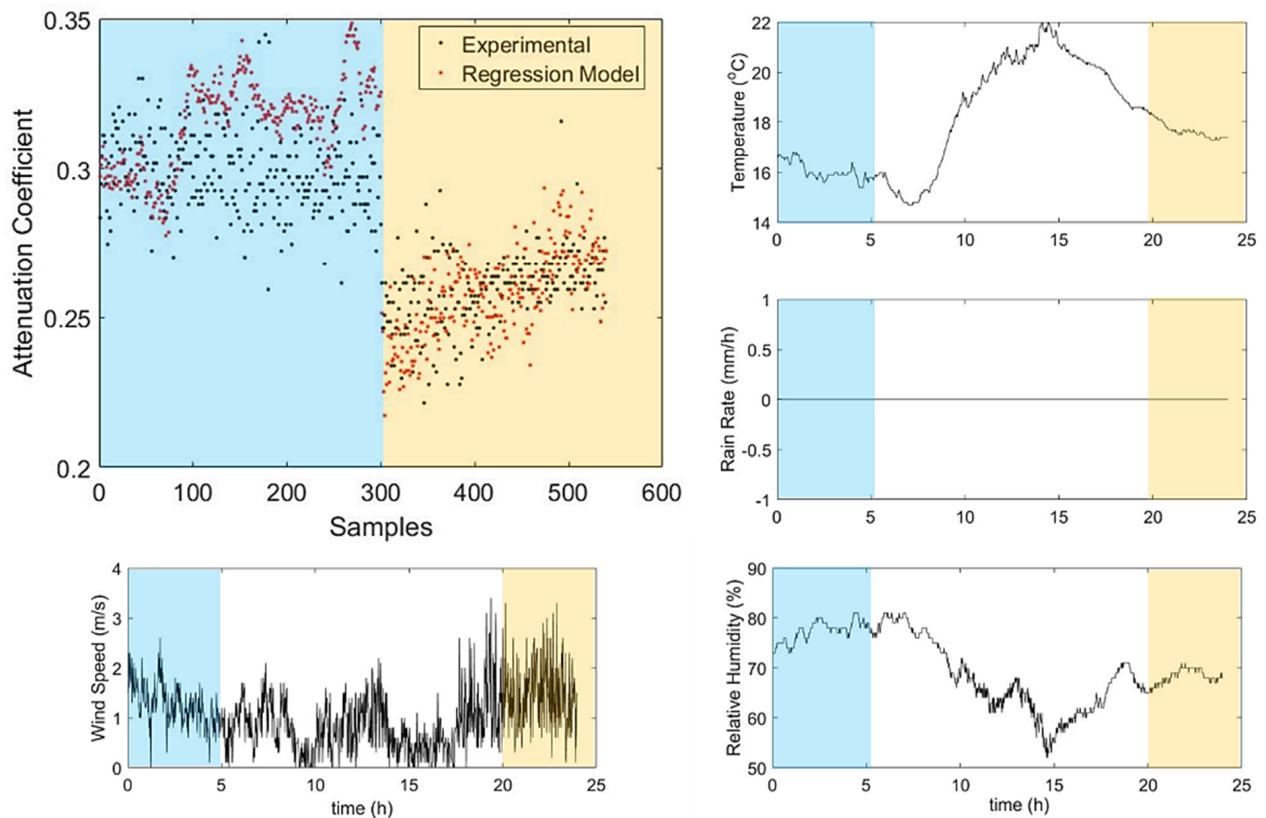 Attenuation Coefficient
0.35
0.3
0.25
0.2
Experimental
Regression Model
0 100 200 300 400 500 600
Samples
Temperature (°C)
22
20
18
16
14
0 5 10 15 20 25
Rain Rate (mm/h)
1
0.5
0
-0.5
-1
0 5 10 15 20 25
Wind Speed (m/s)
4
3
2
1
0
0 5 10 15 20 25
time (h)
Relative Humidity (%)
90
80
70
60
50
0 5 10 15 20 25
time (h)